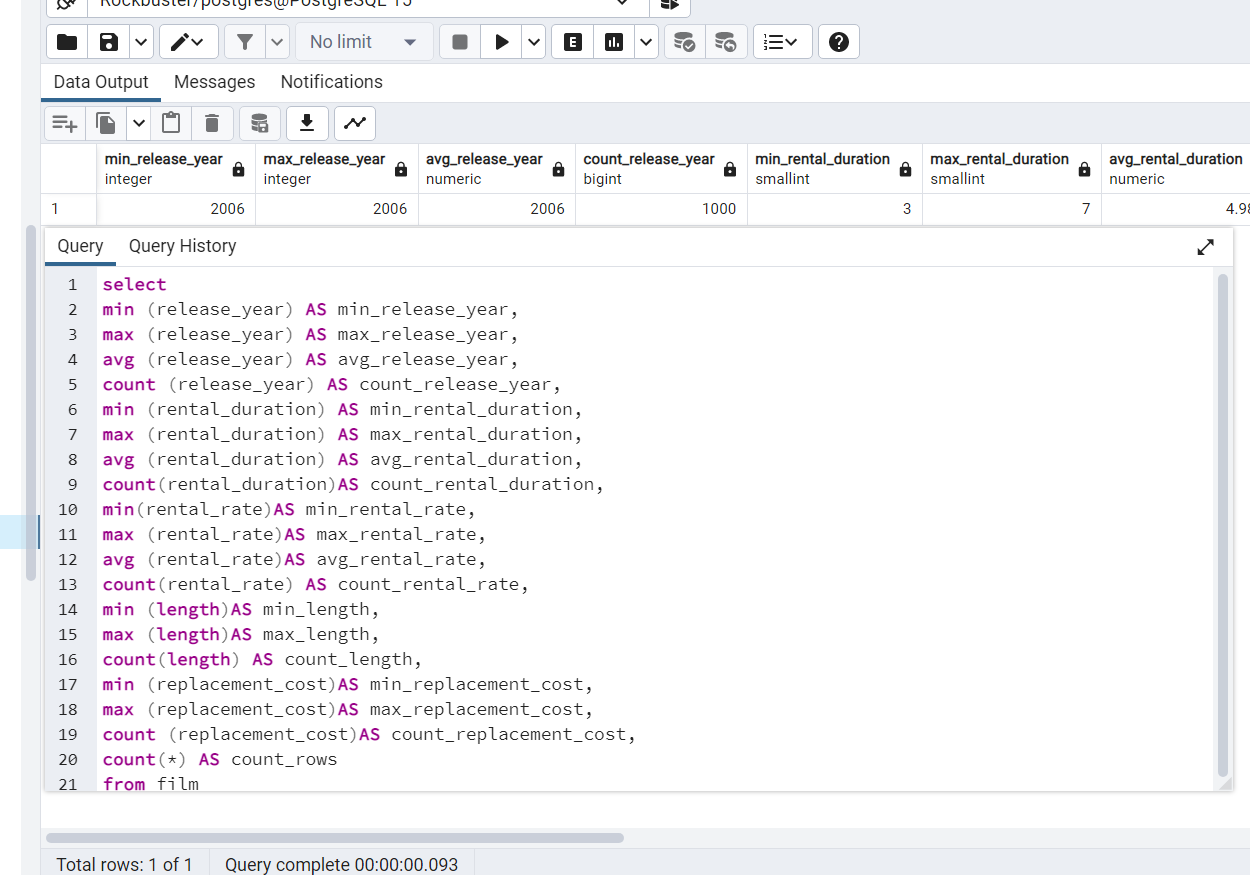 Rockbuster/postgres@PostgreSQL 15
No limit
E
Data Output Messages Notifications
min_release_year max_release_year avg_release_year count_release_year min_rental_duration max_rental_duration avg_rental_duration
integer integer numeric bigint smallint smallint numeric
1 2006 2006 2006 1000 3 7 4.98
Query Query History
1 select
2 min (release_year) AS min_release_year,
3 max (release_year) AS max_release_year,
4 avg (release_year) AS avg_release_year,
5 count (release_year) AS count_release_year,
6 min (rental_duration) AS min_rental_duration,
7 max (rental_duration) AS max_rental_duration,
8 avg (rental_duration) AS avg_rental_duration,
9 count(rental_duration)AS count_rental_duration,
10 min(rental_rate)AS min_rental_rate,
11 max (rental_rate)AS max_rental_rate,
12 avg (rental_rate)AS avg_rental_rate,
13 count(rental_rate) AS count_rental_rate,
14 min (length)AS min_length,
15 max (length)AS max_length,
16 count(length) AS count_length,
17 min (replacement_cost)AS min_replacement_cost,
18 max (replacement_cost)AS max_replacement_cost,
19 count (replacement_cost)AS count_replacement_cost,
20 count(*) AS count_rows
21 from film
Total rows: 1 of 1 Query complete 00:00:00.093